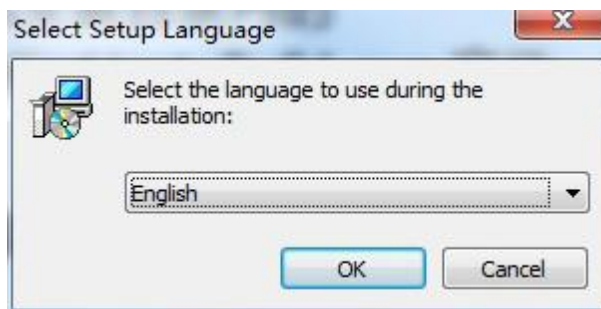 Select Setup Language
Select the language to use during the
installation:
English
OK
Cancel